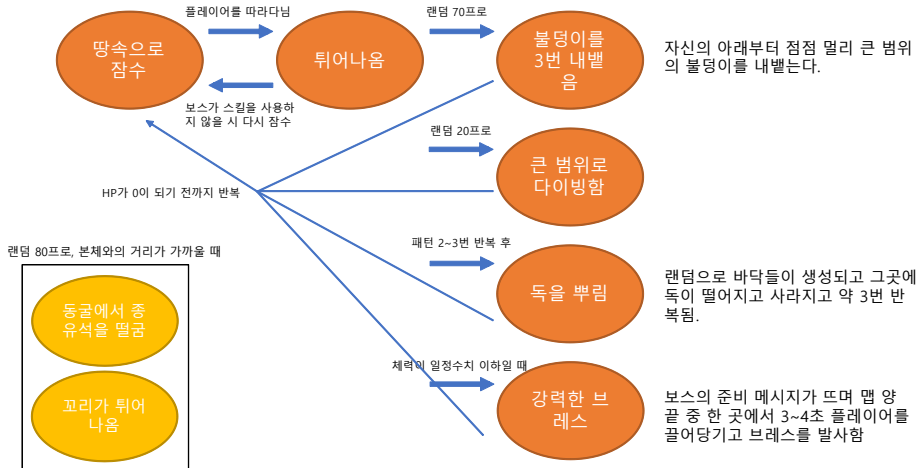 플레이어를 따라다님
랜덤 70프로
땅속으로
잠수
튀어나옴
불덩이를
3번 내뱉
음
자신의 아래부터 점점 멀리 큰 범위
의 불덩이를 내뱉는다.
보스가 스킬을 사용하
지 않을 시 다시 잠수
랜덤 20프로
큰 범위로
다이빙함
HP가 0이 되기 전까지 반복
패턴 2~3번 반복 후
랜덤 80프로, 본체와의 거리가 가까울 때
독을 뿌림
랜덤으로 바닥들이 생성되고 그곳에
독이 떨어지고 사라지고 약 3번 반
복됨.
동굴에서 종
유석을 떨굼
체력이 일정수치 이하일 때
꼬리가 튀어
나옴
강력한 브
레스
보스의 준비 메시지가 뜨며 맵 양
끝 중 한 곳에서 3~4초 플레이어를
끌어당기고 브레스를 발사함